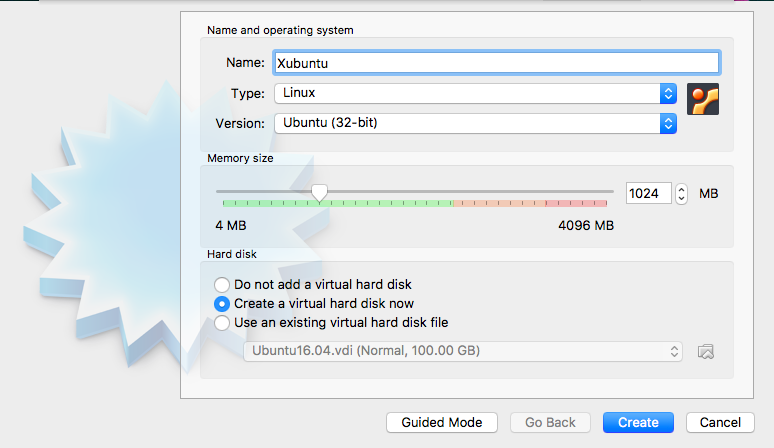 Name and operating system
Name: Xubuntu
Type: Linux
Version: Ubuntu (32-bit)
Memory size
1024 MB
4 MB 4096 MB
Hard disk
Do not add a virtual hard disk
Create a virtual hard disk now
Use an existing virtual hard disk file
Ubuntu16.04.vdi (Normal, 100.00 GB)
Guided Mode Go Back Create Cancel